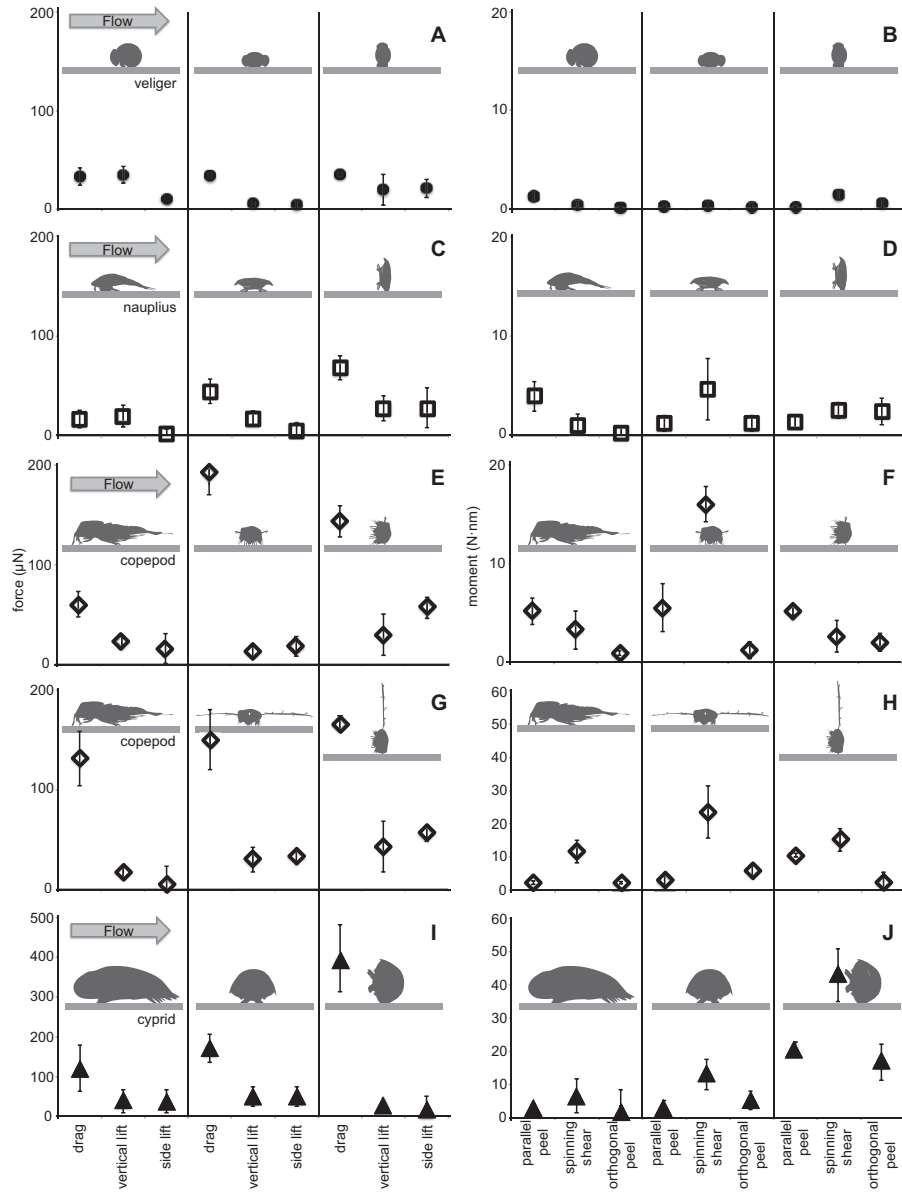 200
Flow
A
veliger
100
0
20
B
10
0
200
Flow
C
nauplius
100
0
20
D
10
0
200
Flow
E
copepod
100
0
20
F
10
0
force (µN)
moment (N·nm)
200
G
copepod
100
0
60
H
50
40
30
20
10
0
500
Flow
I
400
300
cyprid
200
100
0
60
J
50
40
30
20
10
0
drag
vertical lift
side lift
drag
vertical lift
side lift
drag
vertical lift
side lift
parallel
peel
spinning
shear
orthogonal
peel
parallel
peel
spinning
shear
orthogonal
peel
parallel
peel
spinning
shear
orthogonal
peel